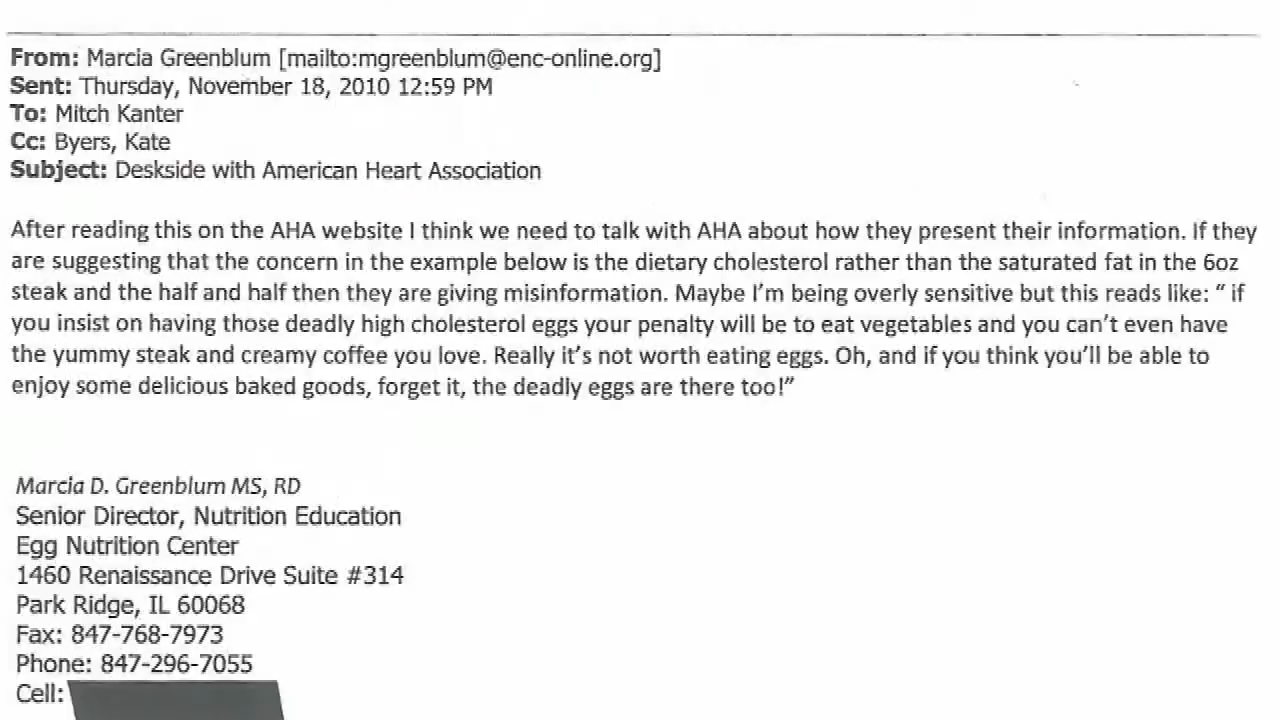 From: Marcia Greenblum [mailto:mgreenblum@enc-online.org]
Sent: Thursday, November 18, 2010 12:59 PM
To: Mitch Kanter
Cc: Byers, Kate
Subject: Deskside with American Heart Association
After reading this on the AHA website I think we need to talk with AHA about how they present their information. If they
are suggesting that the concern in the example below is the dietary cholesterol rather than the saturated fat in the 6oz
steak and the half and half then they are giving misinformation. Maybe I’m being overly sensitive but this reads like: “ if
you insist on having those deadly high cholesterol eggs your penalty will be to eat vegetables and you can’t even have
the yummy steak and creamy coffee you love. Really it’s not worth eating eggs. Oh, and if you think you’ll be able to
enjoy some delicious baked goods, forget it, the deadly eggs are there too!”
Marcia D. Greenblum MS, RD
Senior Director, Nutrition Education
Egg Nutrition Center
1460 Renaissance Drive Suite #314
Park Ridge, IL 60068
Fax: 847-768-7973
Phone: 847-296-7055
Cell: